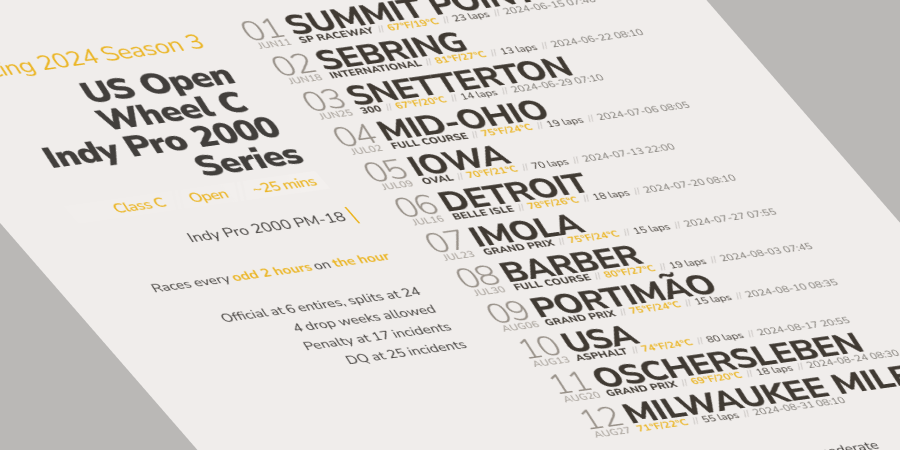 ing 2024 Season 3
US Open
Wheel C
Indy Pro 2000
Series
Class C Open ~25 mins
Indy Pro 2000 PM-18
Races every odd 2 hours on the hour
Official at 6 entires, splits at 24
4 drop weeks allowed
Penalty at 17 incidents
DQ at 25 incidents
01 SUMMIT POINT
JUN11 SP RACEWAY // 67°F/19°C // 23 laps // 2024-06-15 07:40
02 SEBRING
JUN18 INTERNATIONAL // 81°F/27°C // 13 laps // 2024-06-22 08:10
03 SNETTERTON
JUN25 300 // 67°F/20°C // 14 laps // 2024-06-29 07:10
04 MID-OHIO
JUL02 FULL COURSE // 75°F/24°C // 19 laps // 2024-07-06 08:05
05 IOWA
JUL09 OVAL // 70°F/21°C // 70 laps // 2024-07-13 22:00
06 DETROIT
JUL16 BELLE ISLE // 78°F/26°C // 18 laps // 2024-07-20 08:10
07 IMOLA
JUL23 GRAND PRIX // 75°F/24°C // 15 laps // 2024-07-27 07:55
08 BARBER
JUL30 FULL COURSE // 80°F/27°C // 19 laps // 2024-08-03 07:45
09 PORTIMÃO
AUG06 GRAND PRIX // 75°F/24°C // 15 laps // 2024-08-10 08:35
10 USA
AUG13 ASPHALT // 74°F/24°C // 80 laps // 2024-08-17 20:55
11 OSCHERSLEBEN
AUG20 GRAND PRIX // 69°F/20°C // 18 laps // 2024-08-24 08:30
12 MILWAUKEE MILE
AUG27 71°F/22°C // 55 laps // 2024-08-31 08:10
oderate